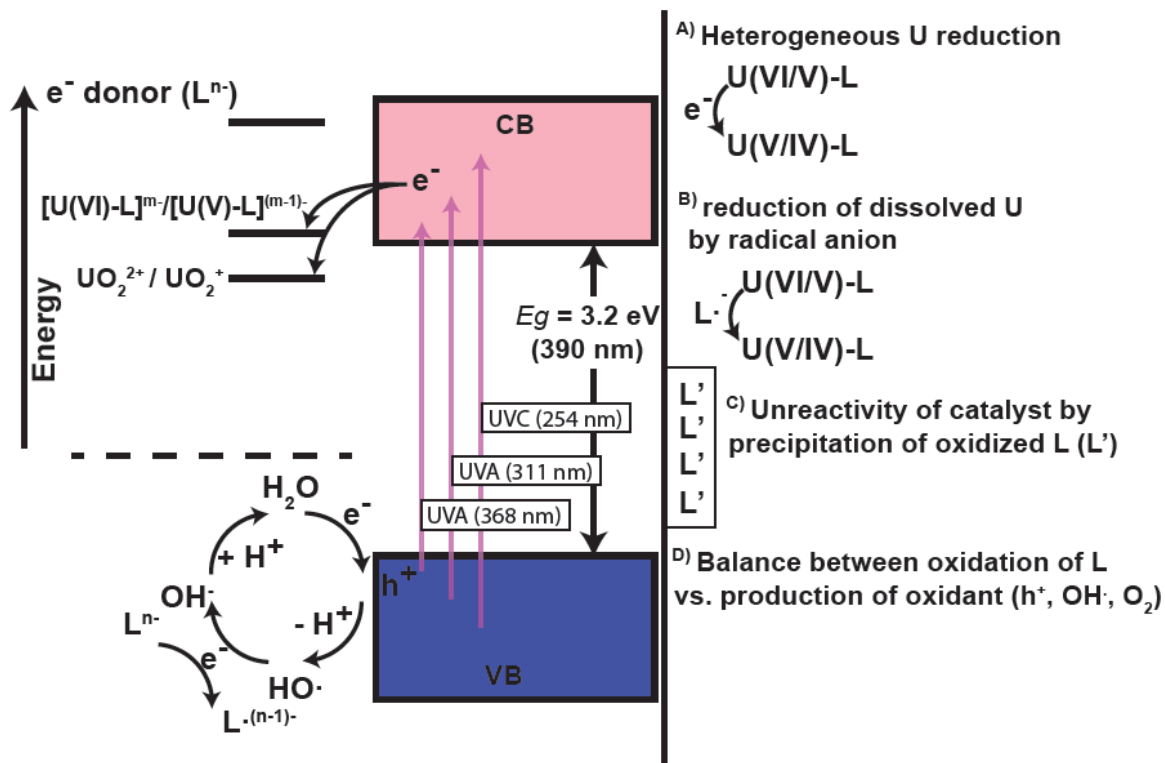 e⁻ donor (Lⁿ⁻)
[U(VI)-L]ᵐ⁻/[U(V)-L]⁽ᵐ⁻¹⁾⁻
UO₂²⁺ / UO₂⁺
Energy
CB
e⁻
Eg = 3.2 eV
(390 nm)
UVC (254 nm)
UVA (311 nm)
UVA (368 nm)
h⁺
VB
H₂O
e⁻
+ H⁺
OH·
Lⁿ⁻
- H⁺
e⁻
HO·
L·⁽ⁿ⁻¹⁾⁻
A) Heterogeneous U reduction
U(VI/V)-L
e⁻
U(V/IV)-L
B) reduction of dissolved U
by radical anion
U(VI/V)-L
L·⁻
U(V/IV)-L
L’
L’
L’
L’
C) Unreactivity of catalyst by
precipitation of oxidized L (L’)
D) Balance between oxidation of L
vs. production of oxidant (h⁺, OH·, O₂)